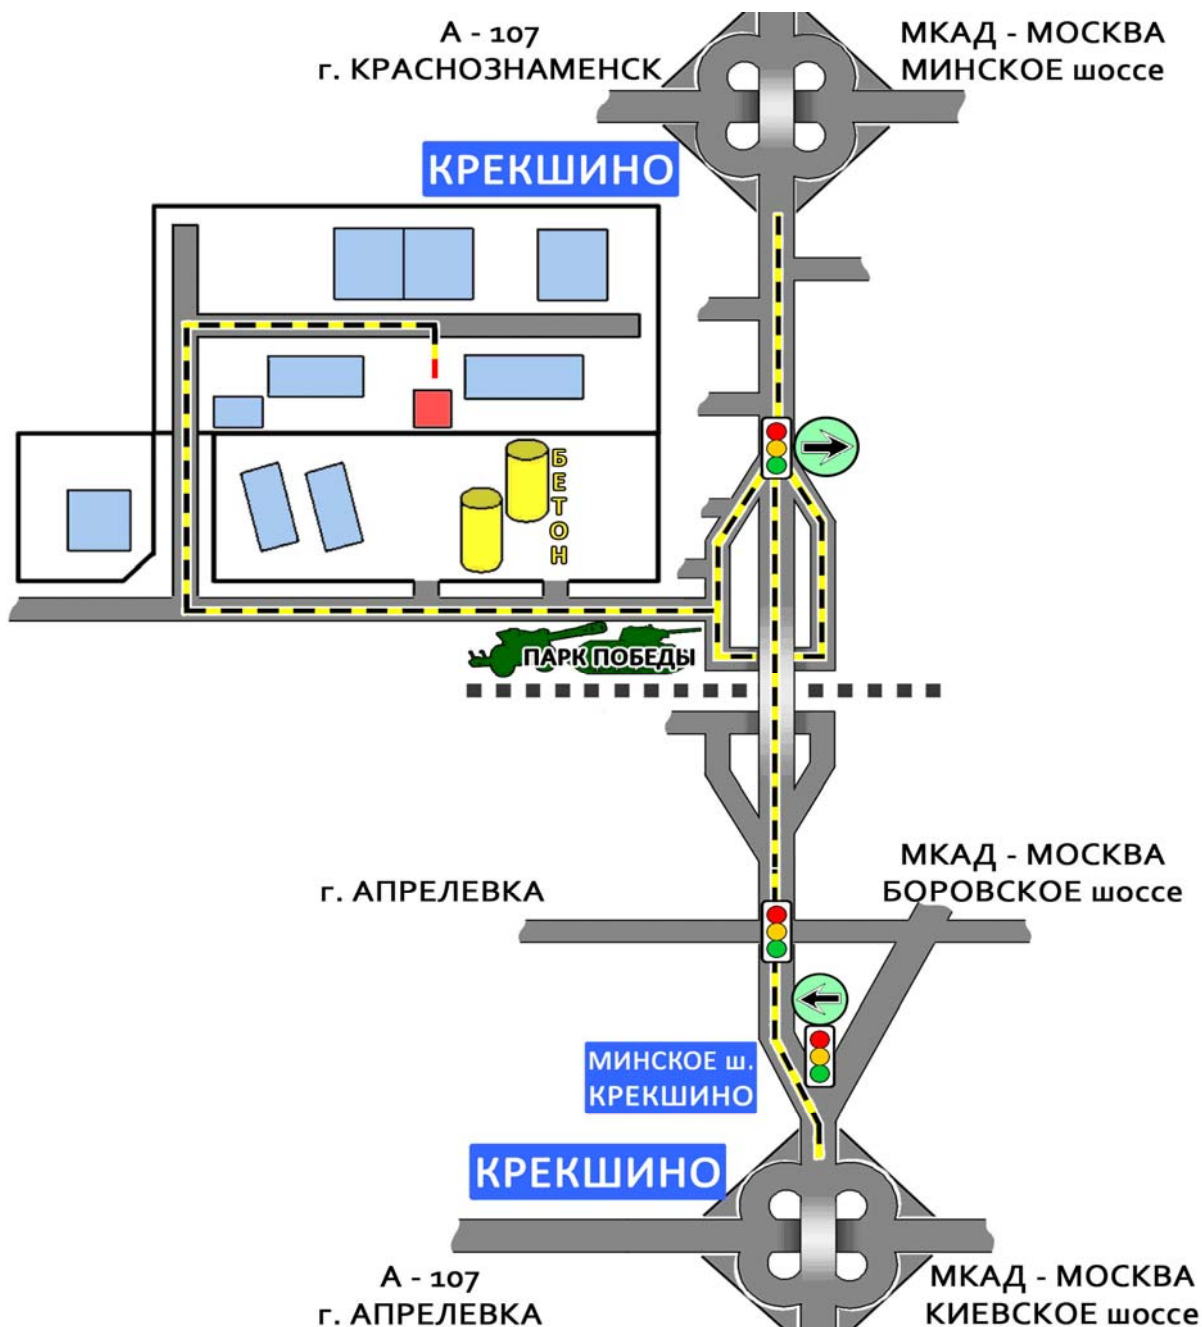 А - 107
г. КРАСНОЗНАМЕНСК
МКАД - МОСКВА
МИНСКОЕ шоссе
КРЕКШИНО
БЕТОН
ПАРК ПОБЕДЫ
г. АПРЕЛЕВКА
МКАД - МОСКВА
БОРОВСКОЕ шоссе
МИНСКОЕ ш.
КРЕКШИНО
КРЕКШИНО
А - 107
г. АПРЕЛЕВКА
МКАД - МОСКВА
КИЕВСКОЕ шоссе